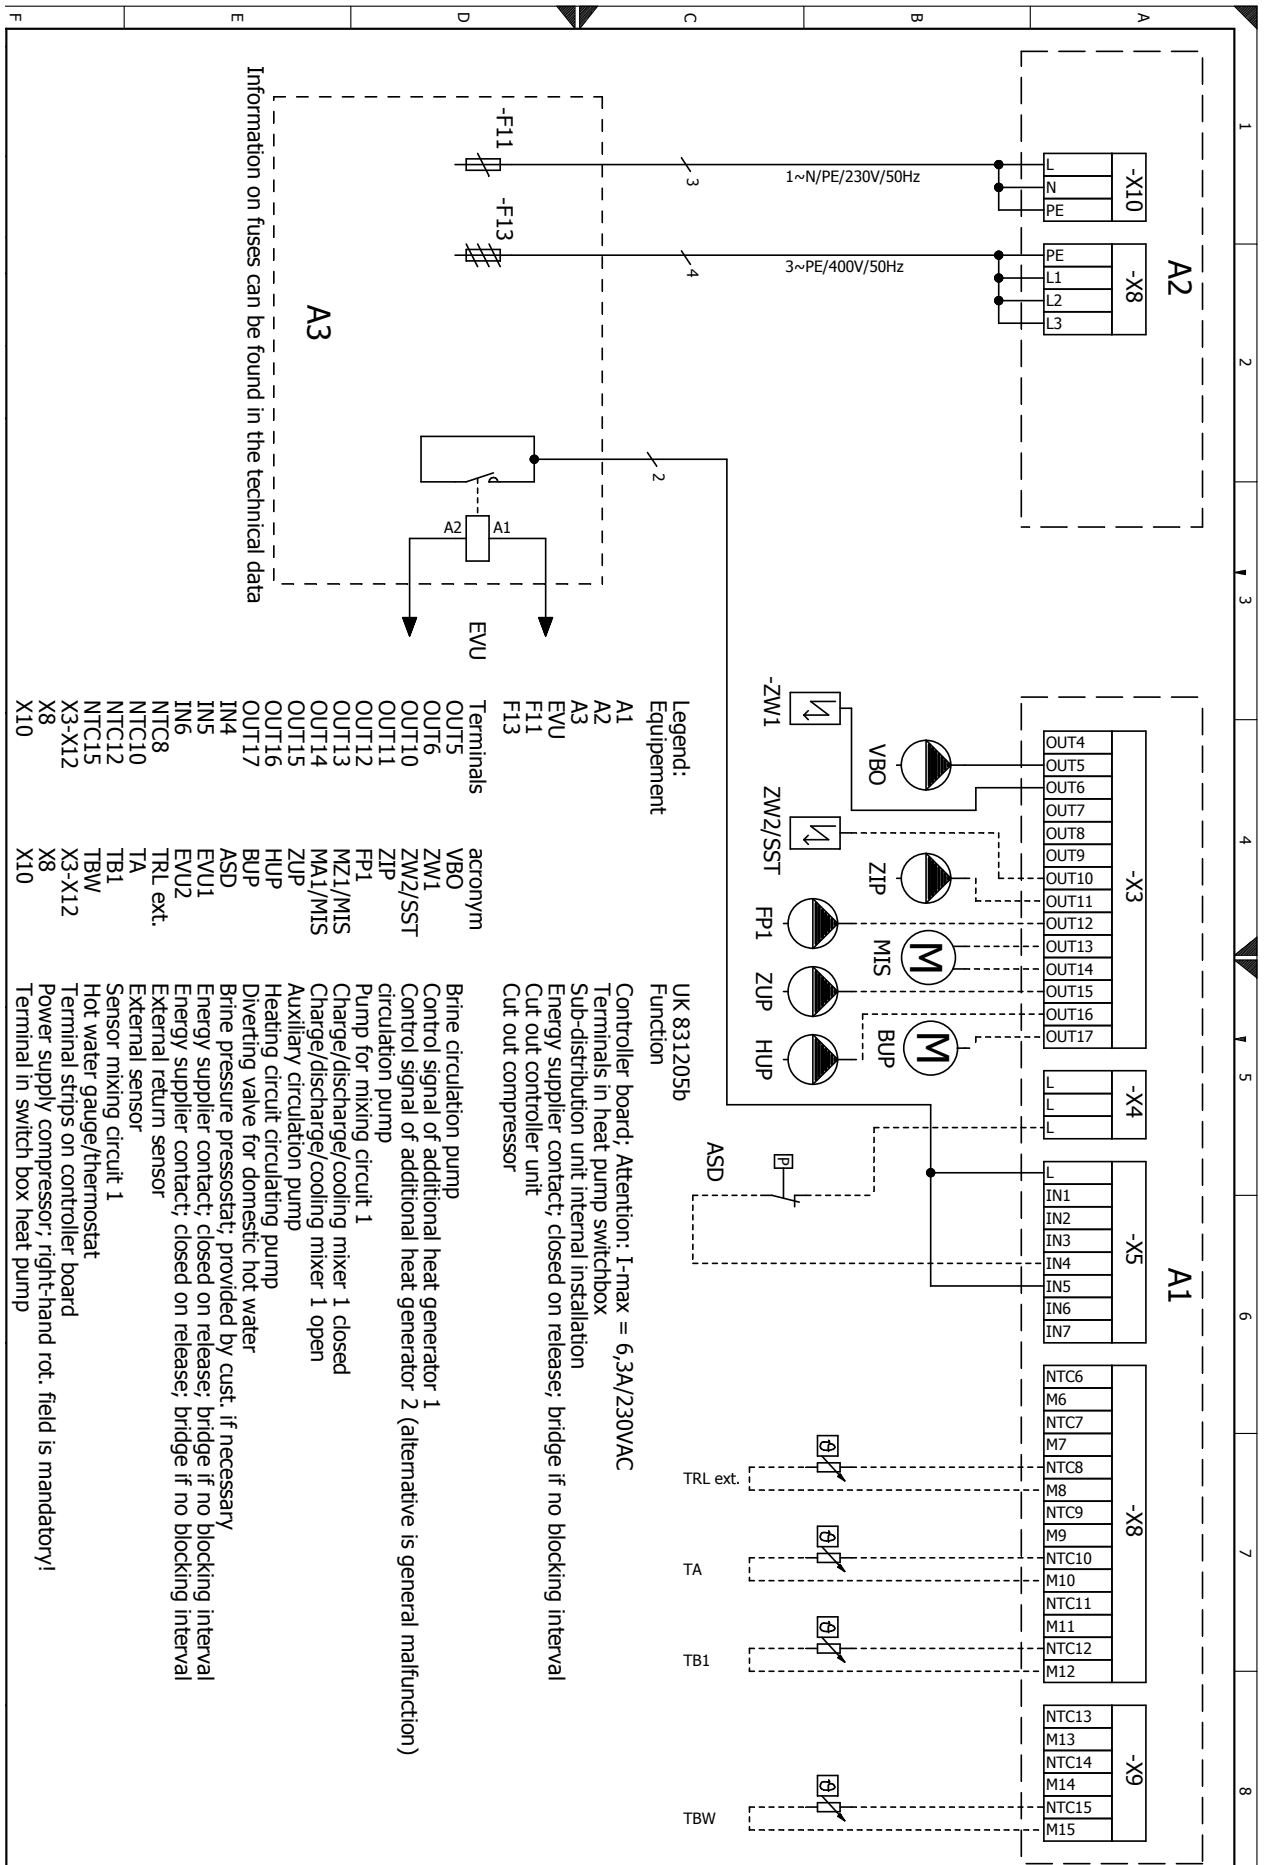 1
2
3
4
5
6
7
8
A
B
C
D
E
F
A2
-X10
L
N
PE
-X8
PE
L1
L2
L3
1~N/PE/230V/50Hz
3~PE/400V/50Hz
3
4
2
-F11
-F13
A3
A2
A1
EVU
Information on fuses can be found in the technical data
A1
-X3
OUT4
OUT5
OUT6
OUT7
OUT8
OUT9
OUT10
OUT11
OUT12
OUT13
OUT14
OUT15
OUT16
OUT17
-X4
L
L
L
-X5
L
IN1
IN2
IN3
IN4
IN5
IN6
IN7
-X8
NTC6
M6
NTC7
M7
NTC8
M8
NTC9
M9
NTC10
M10
NTC11
M11
NTC12
M12
-X9
NTC13
M13
NTC14
M14
NTC15
M15
-ZW1
VBO
ZW2/SST
ZIP
FP1
M
MIS
ZUP
M
BUP
HUP
P
ASD
ϑ
TRL ext.
ϑ
TA
ϑ
TB1
ϑ
TBW
Legend: UK 831205b
Equipement Function
A1 Controller board; Attention: I-max = 6,3A/230VAC
A2 Terminals in heat pump switchbox
A3 Sub-distribution unit internal installation
EVU Energy supplier contact; closed on release; bridge if no blocking interval
F11 Cut out controller unit
F13 Cut out compressor
Terminals acronym
OUT5 VBO Brine circulation pump
OUT6 ZW1 Control signal of additional heat generator 1
OUT10 ZW2/SST Control signal of additional heat generator 2 (alternative is general malfunction)
OUT11 ZIP circulation pump
OUT12 FP1 Pump for mixing circuit 1
OUT13 MZ1/MIS Charge/discharge/cooling mixer 1 closed
OUT14 MA1/MIS Charge/discharge/cooling mixer 1 open
OUT15 ZUP Auxiliary circulation pump
OUT16 HUP Heating circuit circulating pump
OUT17 BUP Diverting valve for domestic hot water
IN4 ASD Brine pressure pressostat; provided by cust. if necessary
IN5 EVU1 Energy supplier contact; closed on release; bridge if no blocking interval
IN6 EVU2 Energy supplier contact; closed on release; bridge if no blocking interval
NTC8 TRL ext. External return sensor
NTC10 TA External sensor
NTC12 TB1 Sensor mixing circuit 1
NTC15 TBW Hot water gauge/thermostat
X3-X12 X3-X12 Terminal strips on controller board
X8 X8 Power supply compressor; right-hand rot. field is mandatory!
X10 X10 Terminal in switch box heat pump